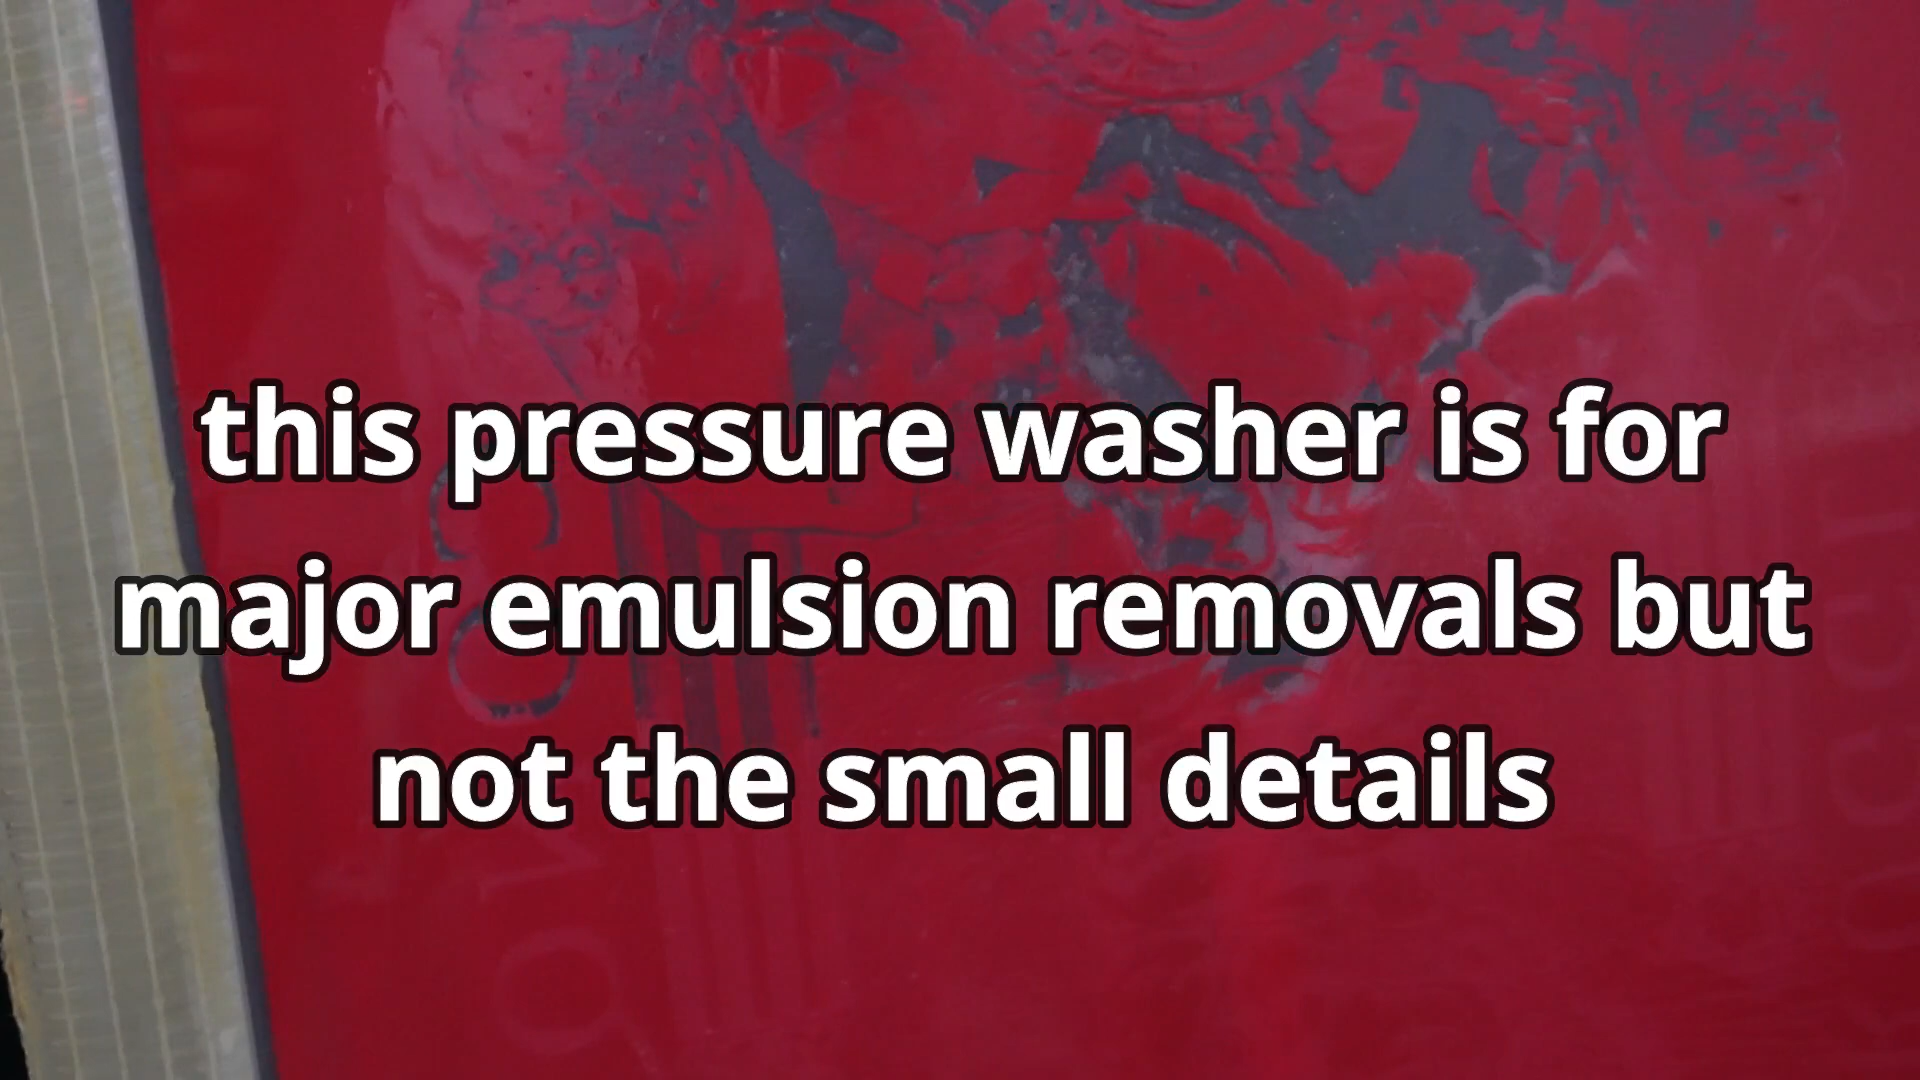 this pressure washer is for
major emulsion removals but
not the small details